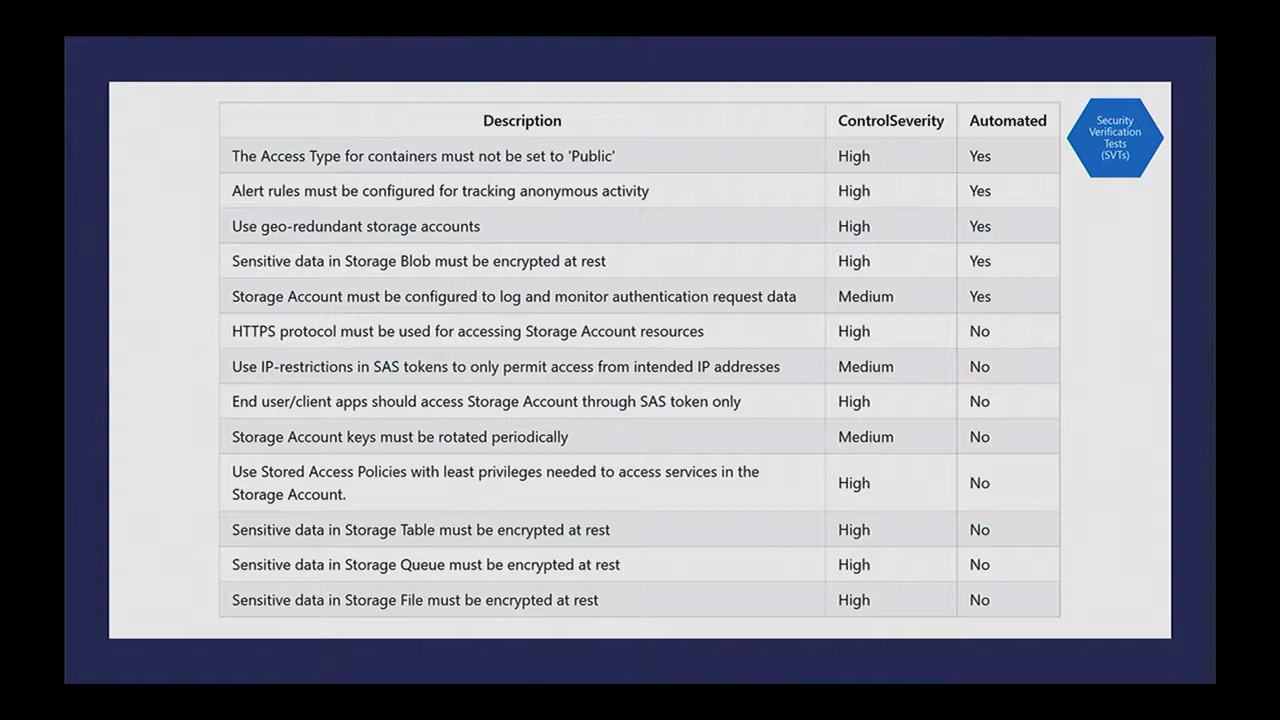 Description ControlSeverity Automated
The Access Type for containers must not be set to 'Public' High Yes
Alert rules must be configured for tracking anonymous activity High Yes
Use geo-redundant storage accounts High Yes
Sensitive data in Storage Blob must be encrypted at rest High Yes
Storage Account must be configured to log and monitor authentication request data Medium Yes
HTTPS protocol must be used for accessing Storage Account resources High No
Use IP-restrictions in SAS tokens to only permit access from intended IP addresses Medium No
End user/client apps should access Storage Account through SAS token only High No
Storage Account keys must be rotated periodically Medium No
Use Stored Access Policies with least privileges needed to access services in the
Storage Account. High No
Sensitive data in Storage Table must be encrypted at rest High No
Sensitive data in Storage Queue must be encrypted at rest High No
Sensitive data in Storage File must be encrypted at rest High No
Security
Verification
Tests
(SVTs)